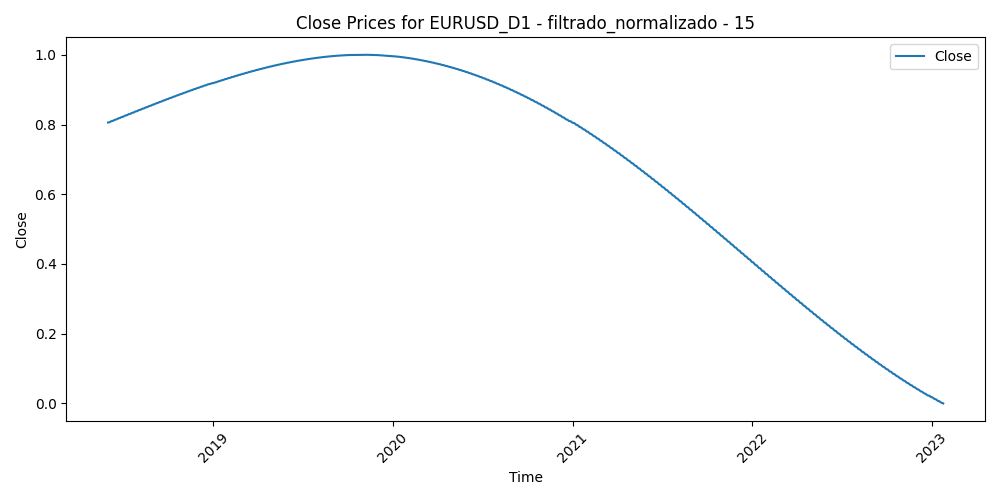 Close Prices for EURUSD_D1 - filtrado_normalizado - 15
Close
1.0
0.8
0.6
0.4
0.2
0.0
Close
2019
2020
2021
2022
2023
Time